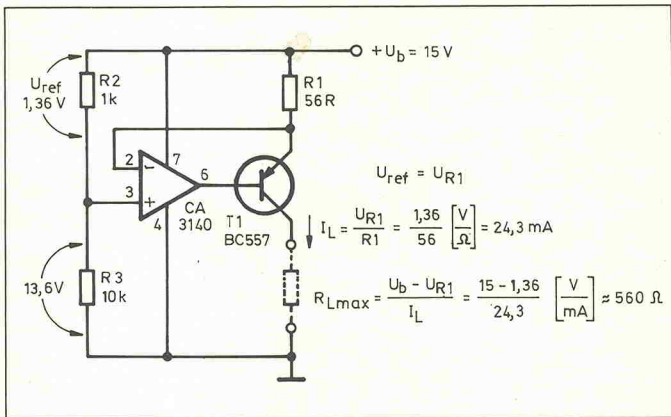 +U_b = 15 V
U_ref
1,36 V
R2
1k
R1
56R
2
7
6
3
4
−
+
CA
3140
T1
BC557
13,6V
R3
10k
U_ref = U_R1
I_L = U_R1 / R1 = 1,36 / 56 [V / Ω] = 24,3 mA
R_Lmax = U_b − U_R1 / I_L = 15 − 1,36 / 24,3 [V / mA] ≈ 560 Ω